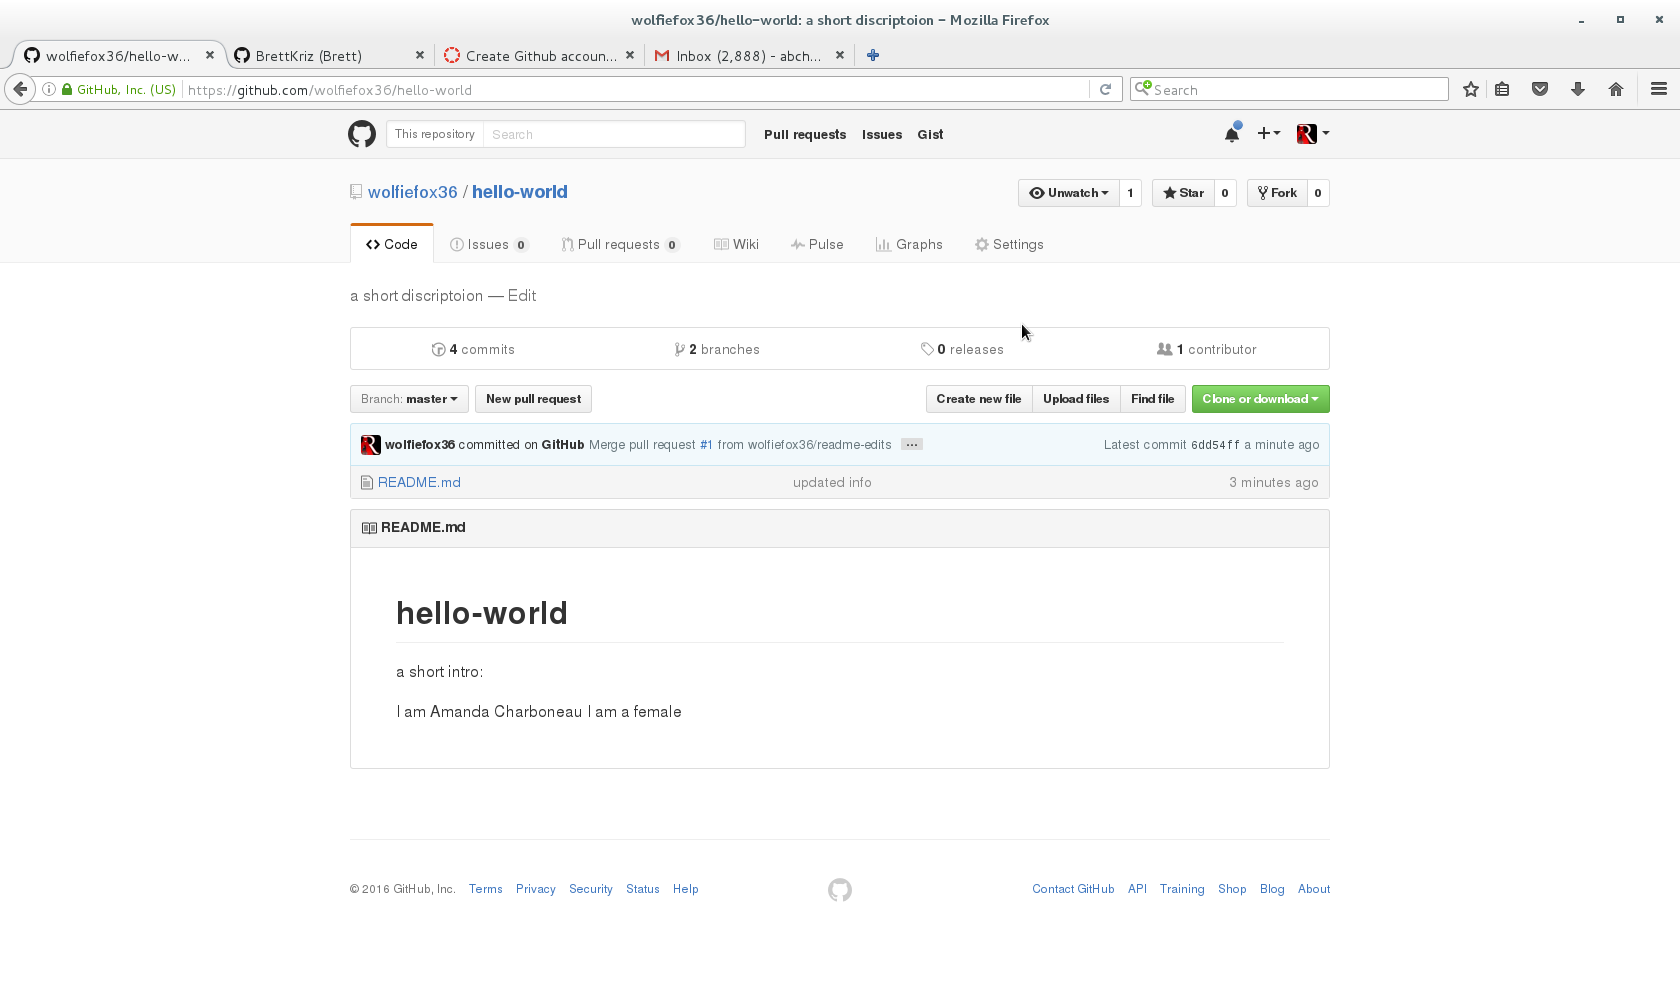 wolfiefox36/hello-world: a short discriptoion - Mozilla Firefox
wolfiefox36/hello-w... BrettKriz (Brett) Create Github accoun... Inbox (2,888) - abch...
GitHub, Inc. (US) https://github.com/wolfiefox36/hello-world Search
This repository Search Pull requests Issues Gist
wolfiefox36 / hello-world Unwatch 1 Star 0 Fork 0
Code Issues 0 Pull requests 0 Wiki Pulse Graphs Settings
a short discriptoion — Edit
4 commits 2 branches 0 releases 1 contributor
Branch: master New pull request Create new file Upload files Find file Clone or download
wolfiefox36 committed on GitHub Merge pull request #1 from wolfiefox36/readme-edits ... Latest commit 6dd54ff a minute ago
README.md updated info 3 minutes ago
README.md
hello-world
a short intro:
I am Amanda Charboneau I am a female
© 2016 GitHub, Inc. Terms Privacy Security Status Help Contact GitHub API Training Shop Blog About